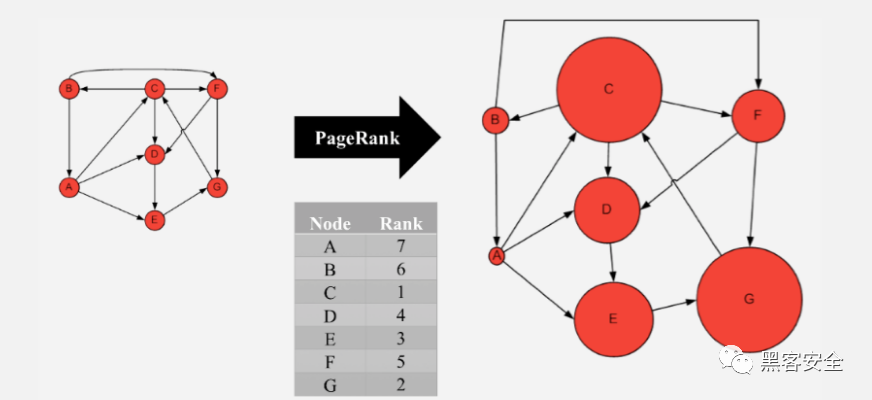 B
C
F
D
A
G
E
PageRank
Node Rank
A 7
B 6
C 1
D 4
E 3
F 5
G 2
C
B
F
D
A
G
E
黑客安全